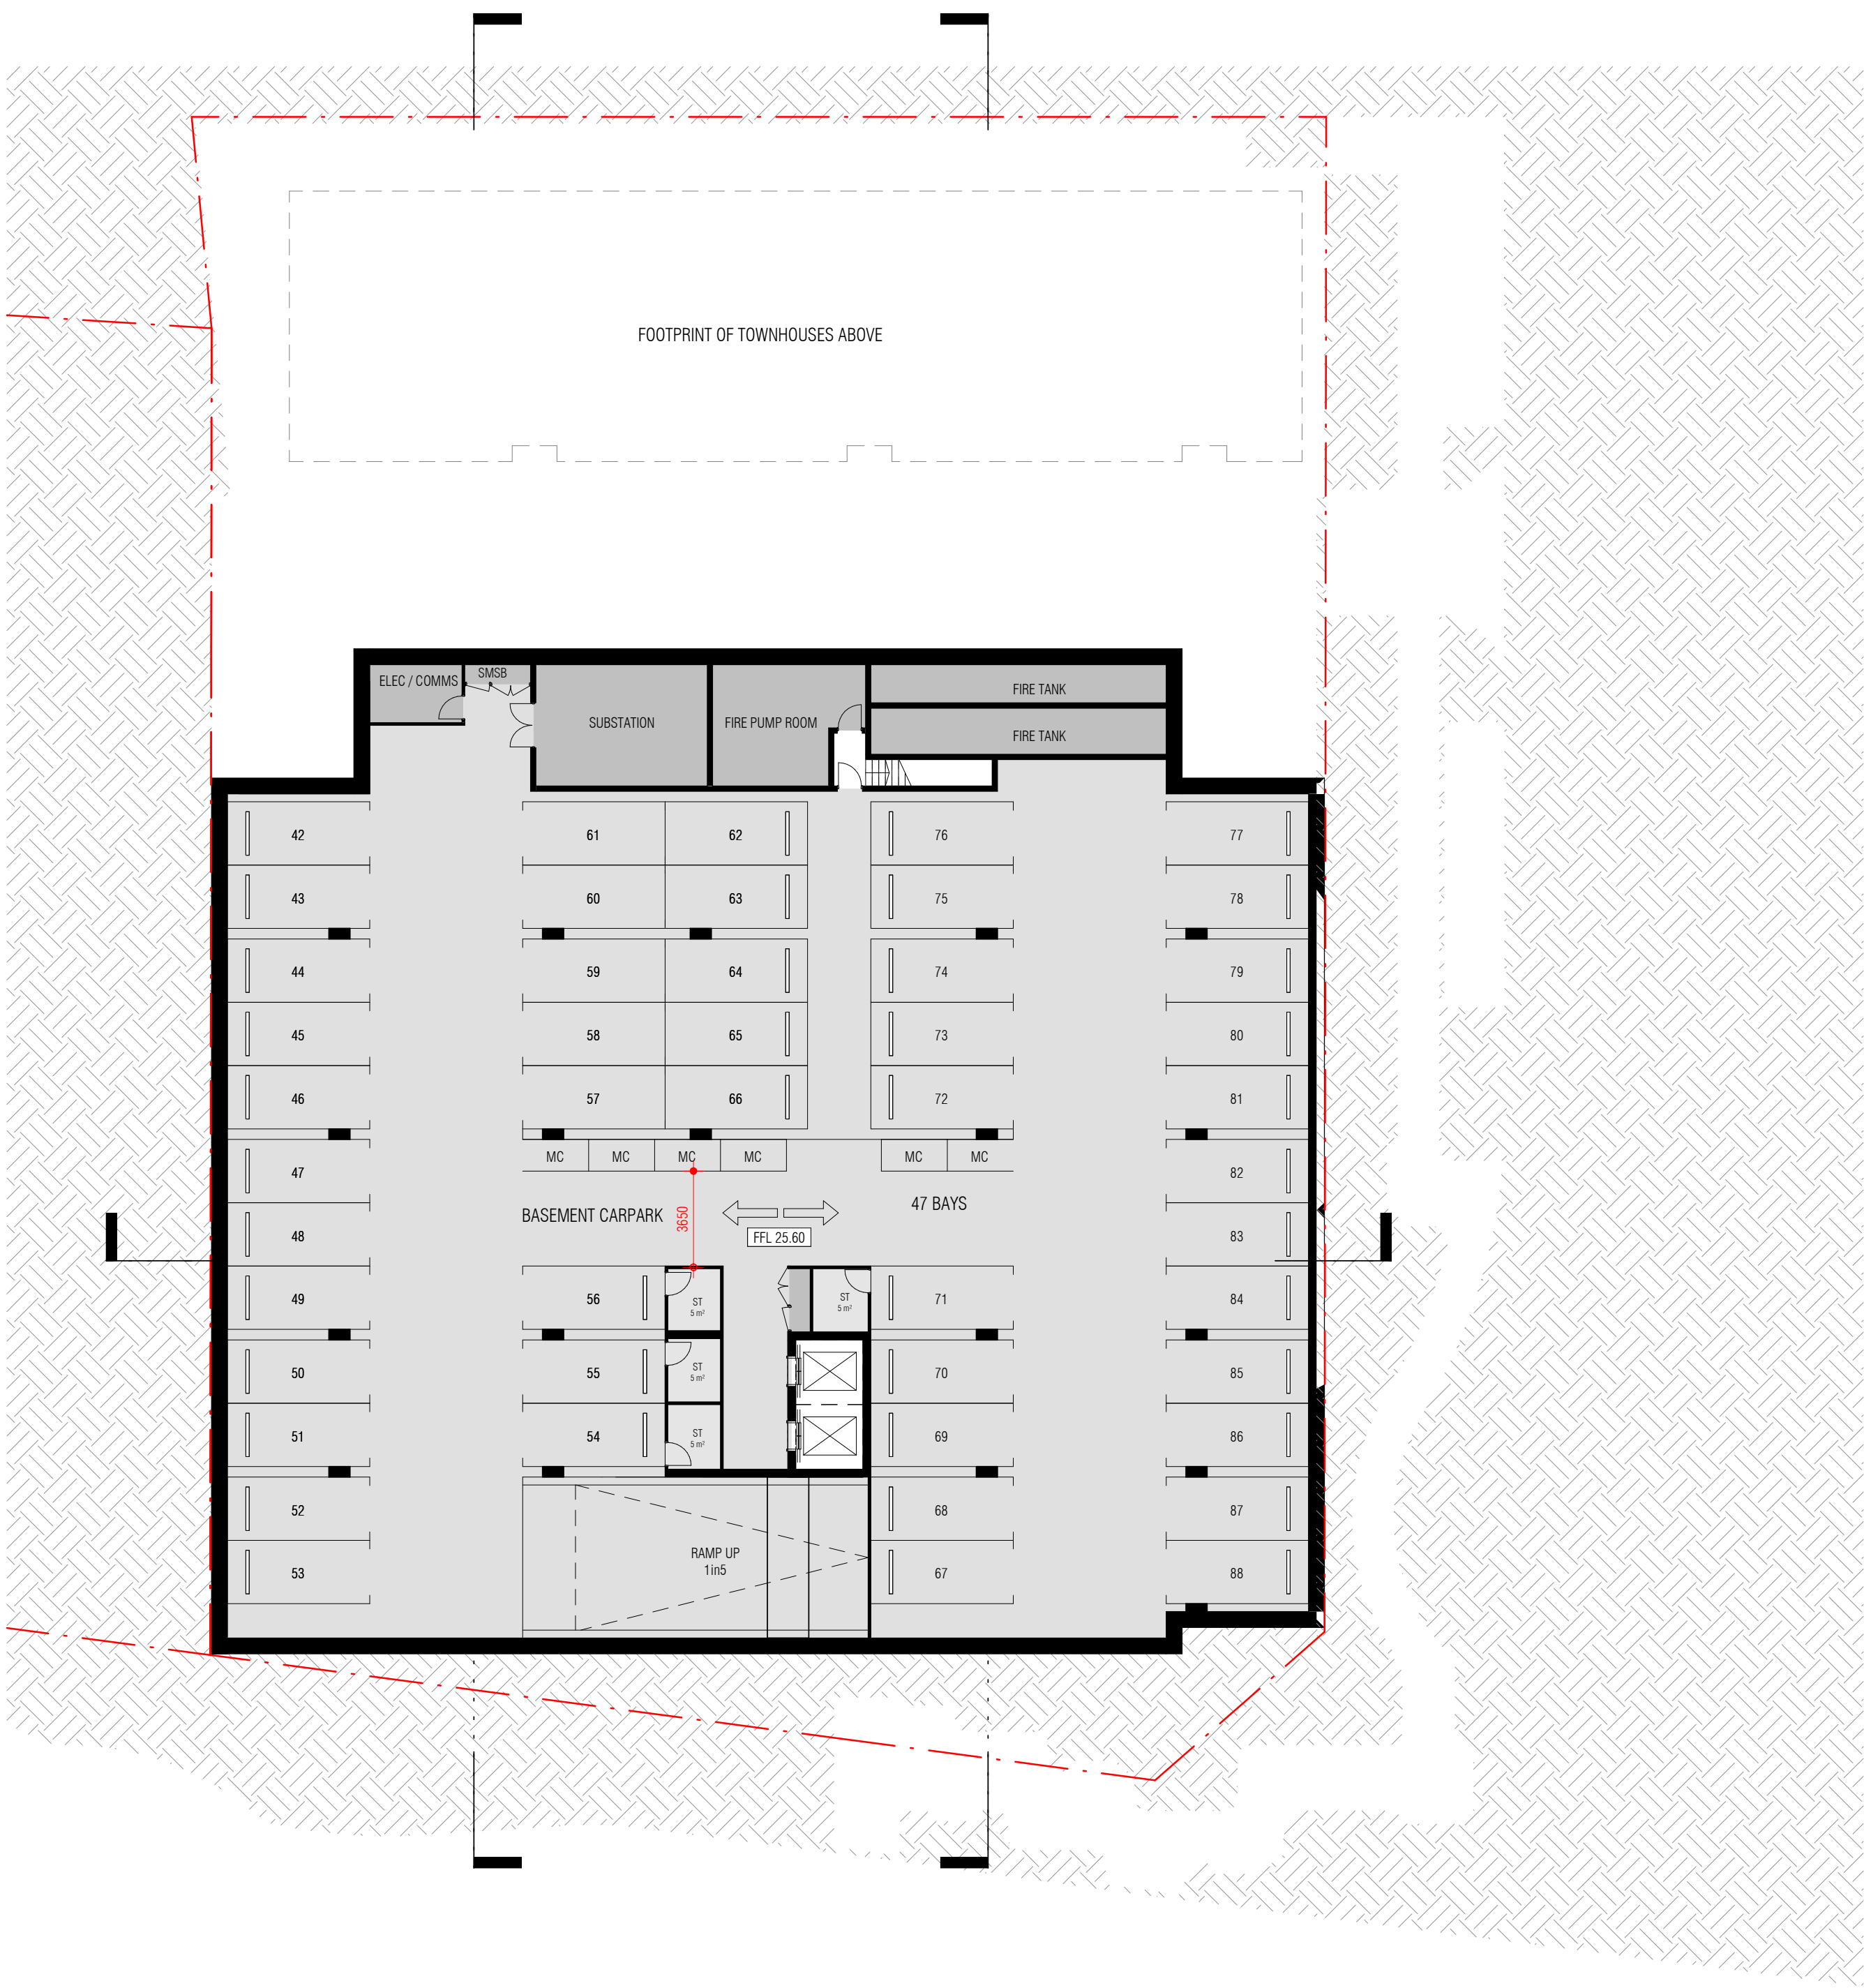 FOOTPRINT OF TOWNHOUSES ABOVE
ELEC / COMMS
SMSB
SUBSTATION
FIRE PUMP ROOM
FIRE TANK
FIRE TANK
42
61
62
76
77
43
60
63
75
78
44
59
64
74
79
45
58
65
73
80
46
57
66
72
81
MC
MC
MC
MC
MC
MC
47
82
BASEMENT CARPARK
3650
47 BAYS
FFL 25.60
48
83
49
56
ST
5 m²
ST
5 m²
71
84
50
55
ST
5 m²
70
85
51
54
ST
5 m²
69
86
52
68
87
RAMP UP
1in5
53
67
88